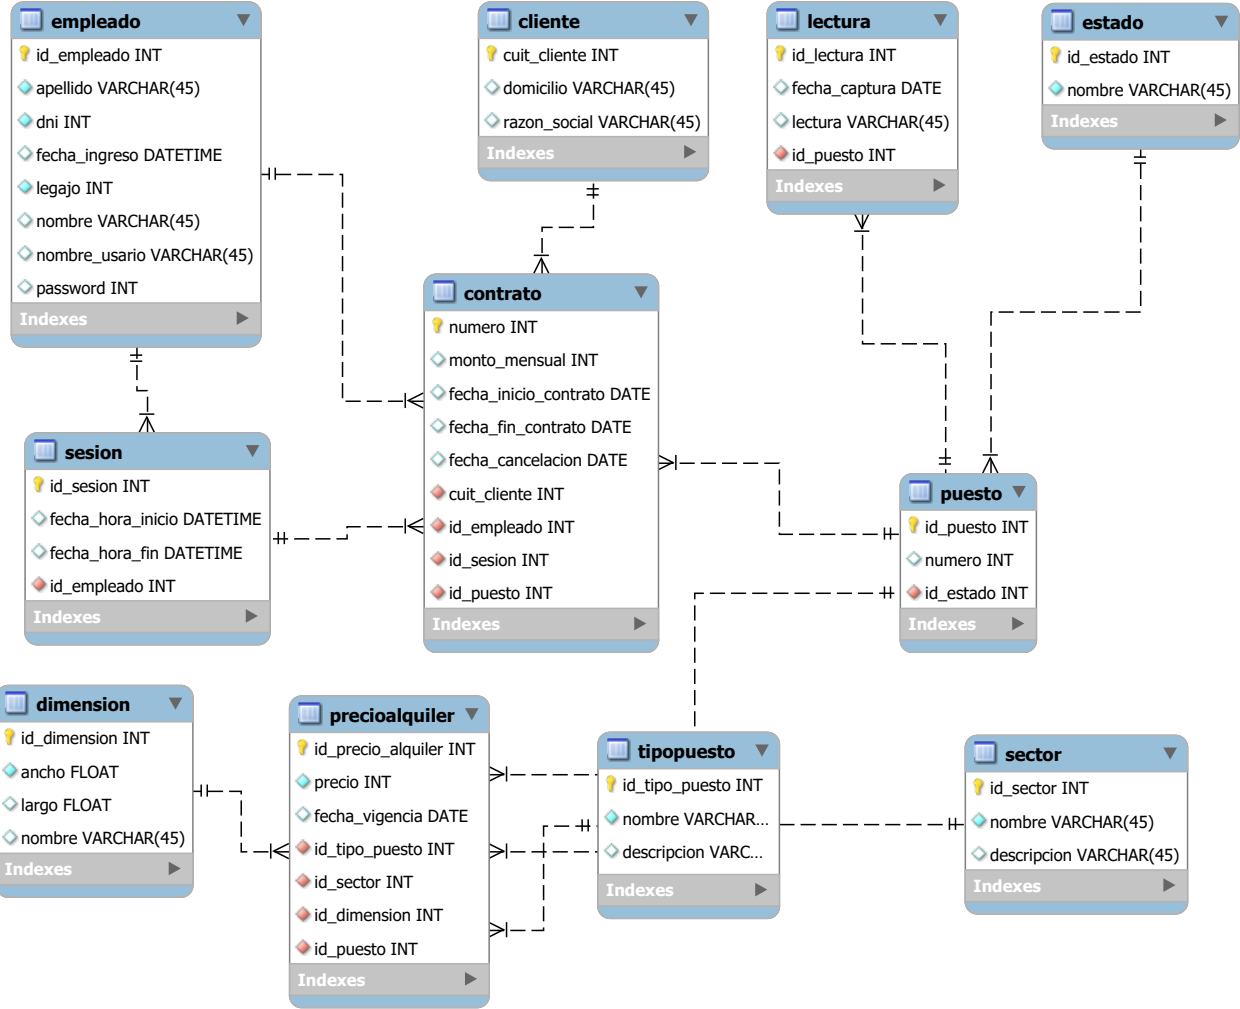 empleado
id_empleado INT
apellido VARCHAR(45)
dni INT
fecha_ingreso DATETIME
legajo INT
nombre VARCHAR(45)
nombre_usario VARCHAR(45)
password INT
Indexes
cliente
cuit_cliente INT
domicilio VARCHAR(45)
razon_social VARCHAR(45)
Indexes
lectura
id_lectura INT
fecha_captura DATE
lectura VARCHAR(45)
id_puesto INT
Indexes
estado
id_estado INT
nombre VARCHAR(45)
Indexes
contrato
numero INT
monto_mensual INT
fecha_inicio_contrato DATE
fecha_fin_contrato DATE
fecha_cancelacion DATE
cuit_cliente INT
id_empleado INT
id_sesion INT
id_puesto INT
Indexes
sesion
id_sesion INT
fecha_hora_inicio DATETIME
fecha_hora_fin DATETIME
id_empleado INT
Indexes
puesto
id_puesto INT
numero INT
id_estado INT
Indexes
dimension
id_dimension INT
ancho FLOAT
largo FLOAT
nombre VARCHAR(45)
Indexes
precioalquiler
id_precio_alquiler INT
precio INT
fecha_vigencia DATE
id_tipo_puesto INT
id_sector INT
id_dimension INT
id_puesto INT
Indexes
tipopuesto
id_tipo_puesto INT
nombre VARCHAR...
descripcion VARC...
Indexes
sector
id_sector INT
nombre VARCHAR(45)
descripcion VARCHAR(45)
Indexes